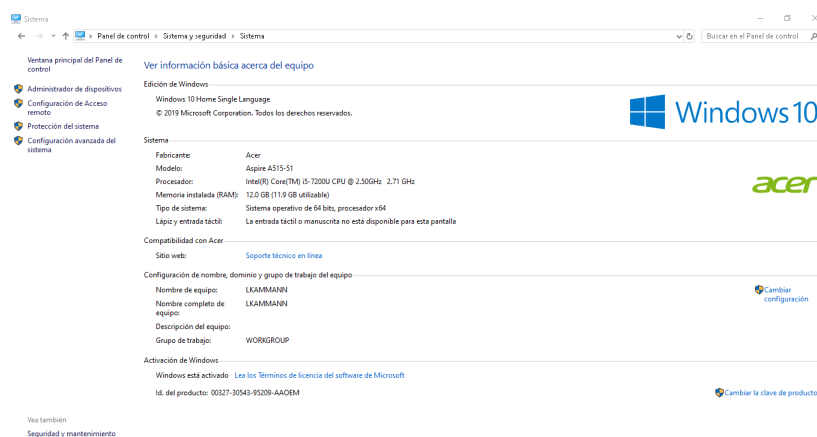 Sistema
Panel de control › Sistema y seguridad › Sistema
Buscar en el Panel de control
Ventana principal del Panel de
control
Administrador de dispositivos
Configuración de Acceso
remoto
Protección del sistema
Configuración avanzada del
sistema
Ver información básica acerca del equipo
Edición de Windows
Windows 10 Home Single Language
© 2019 Microsoft Corporation. Todos los derechos reservados.
Windows 10
Sistema
Fabricante: Acer
Modelo: Aspire A515-51
Procesador: Intel(R) Core(TM) i5-7200U CPU @ 2.50GHz 2.71 GHz
Memoria instalada (RAM): 12.0 GB (11.9 GB utilizable)
Tipo de sistema: Sistema operativo de 64 bits, procesador x64
Lápiz y entrada táctil: La entrada táctil o manuscrita no está disponible para esta pantalla
acer
Compatibilidad con Acer
Sitio web: Soporte técnico en línea
Configuración de nombre, dominio y grupo de trabajo del equipo
Nombre de equipo: LKAMMANN
Nombre completo de LKAMMANN
equipo:
Descripción del equipo:
Grupo de trabajo: WORKGROUP
Cambiar
configuración
Activación de Windows
Windows está activado Lea los Términos de licencia del software de Microsoft
Id. del producto: 00327-30543-95209-AAOEM
Cambiar la clave de producto
Vea también
Seguridad y mantenimiento